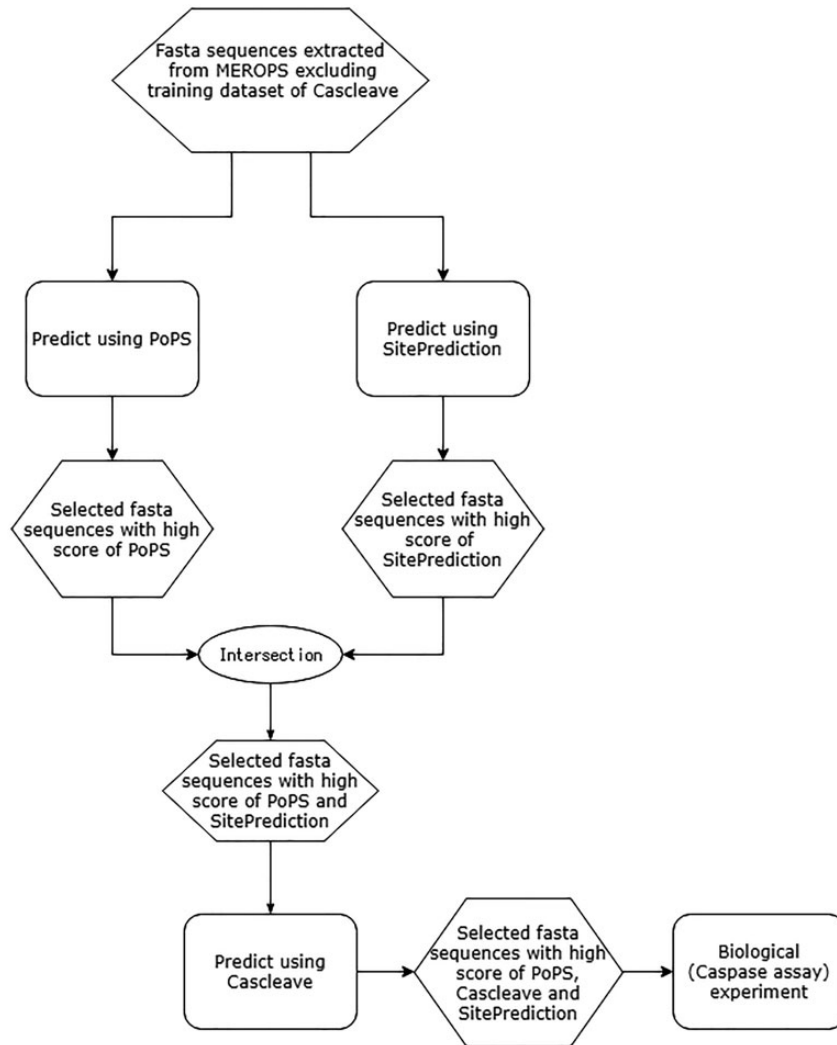 Fasta sequences extracted
from MEROPS excluding
training dataset of Cascleave
Predict using PoPS
Predict using
SitePrediction
Selected fasta
sequences with high
score of PoPS
Selected fasta
sequences with high
score of
SitePrediction
Intersection
Selected fasta
sequences with high
score of PoPS and
SitePrediction
Predict using
Cascleave
Selected fasta
sequences with high
score of PoPS,
Cascleave and
SitePrediction
Biological
(Caspase assay)
experiment